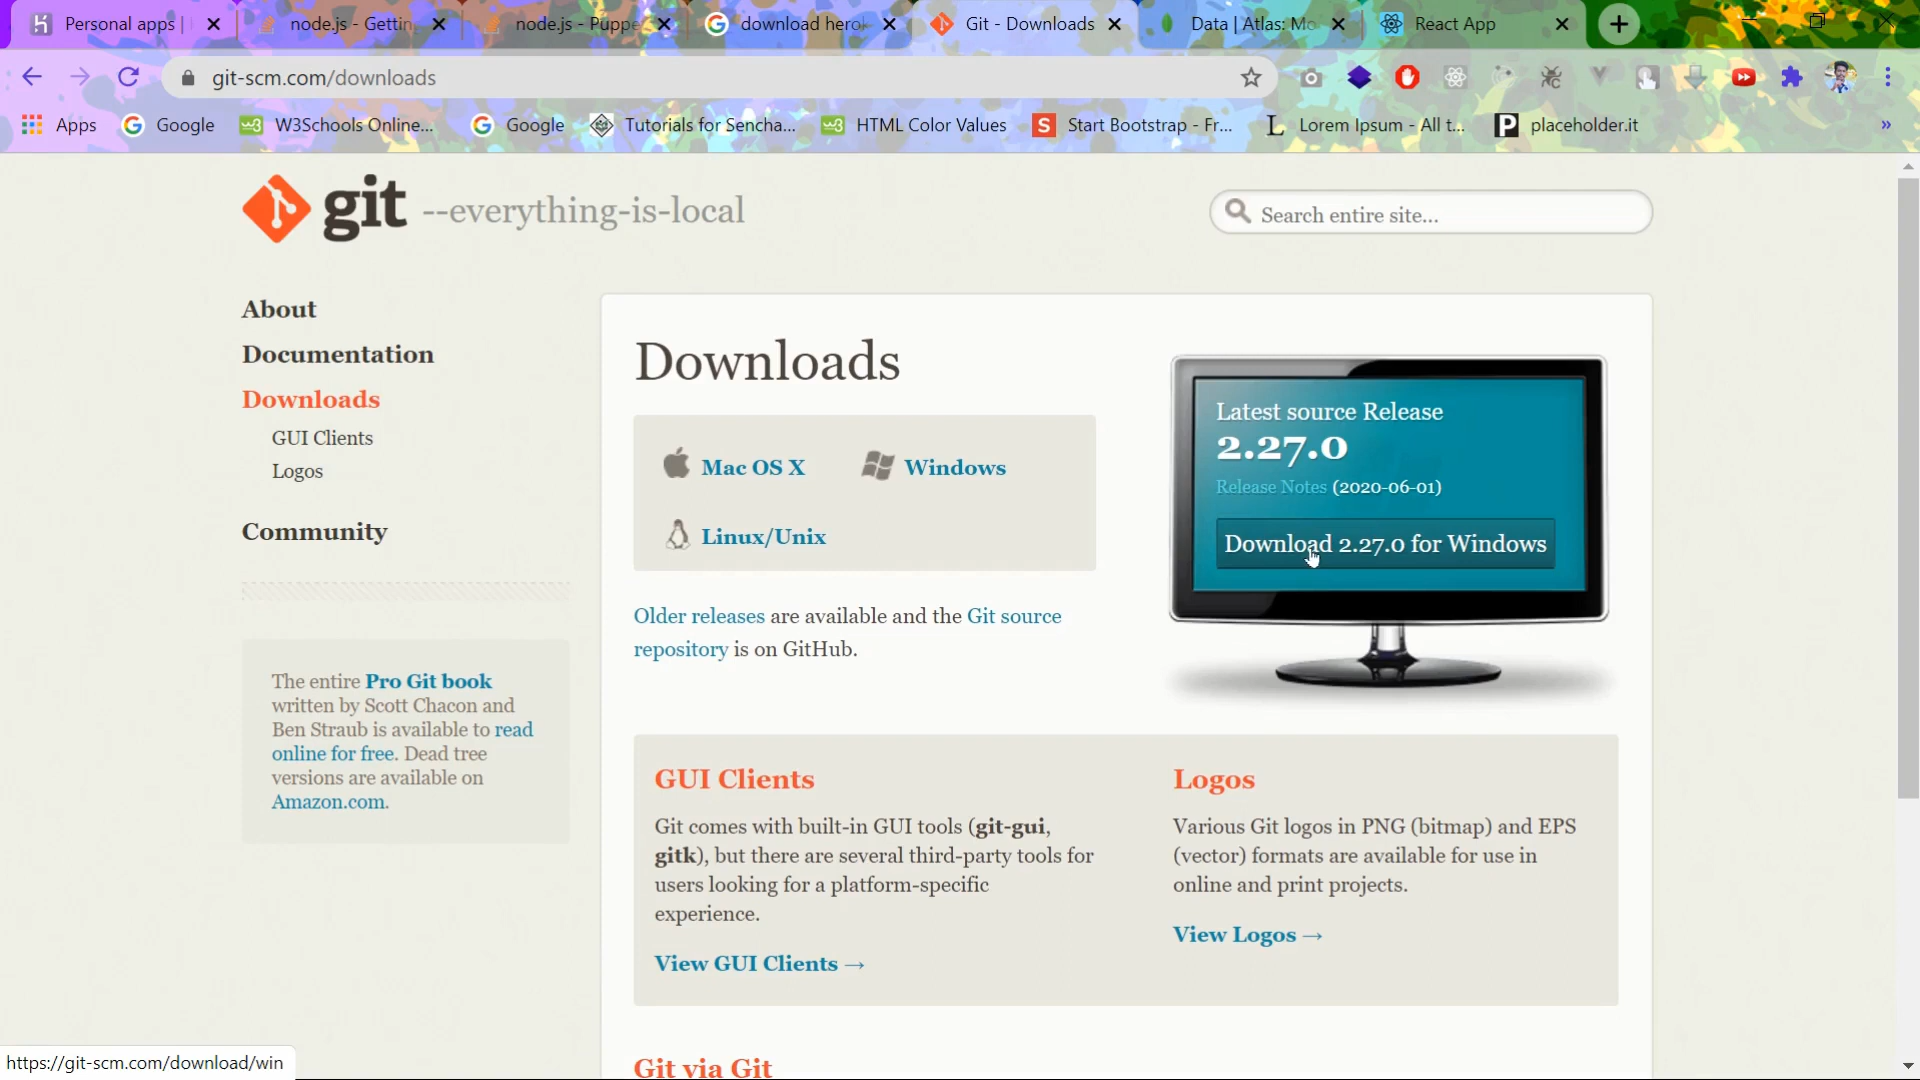 Personal apps |
node.js - Gettin
node.js - Puppe
download herok
Git - Downloads
Data | Atlas: Mo
React App
git-scm.com/downloads
Apps
Google
W3Schools Online...
Google
Tutorials for Sencha...
HTML Color Values
Start Bootstrap - Fr...
Lorem Ipsum - All t...
placeholder.it
»
git --everything-is-local
Search entire site...
About
Documentation
Downloads
GUI Clients
Logos
Community
The entire Pro Git book
written by Scott Chacon and
Ben Straub is available to read
online for free. Dead tree
versions are available on
Amazon.com.
Downloads
Mac OS X
Windows
Linux/Unix
Older releases are available and the Git source
repository is on GitHub.
Latest source Release
2.27.0
Release Notes (2020-06-01)
Download 2.27.0 for Windows
GUI Clients
Git comes with built-in GUI tools (git-gui,
gitk), but there are several third-party tools for
users looking for a platform-specific
experience.
View GUI Clients →
Logos
Various Git logos in PNG (bitmap) and EPS
(vector) formats are available for use in
online and print projects.
View Logos →
Git via Git
https://git-scm.com/download/win